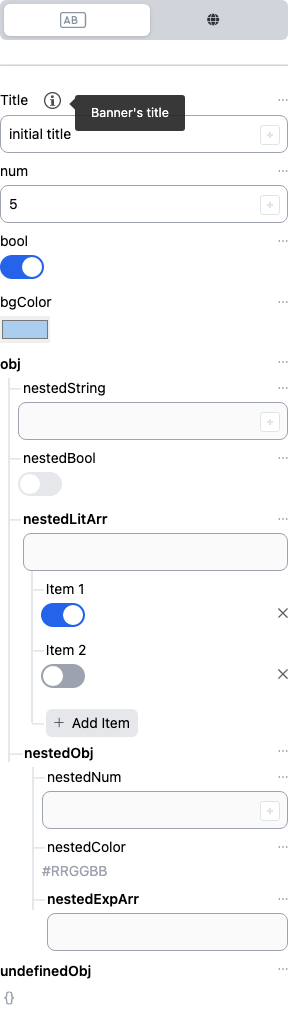 AB
Title
Banner's title
initial title
num
5
bool
bgColor
obj
nestedString
nestedBool
nestedLitArr
Item 1
Item 2
+ Add Item
nestedObj
nestedNum
nestedColor
#RRGGBB
nestedExpArr
undefinedObj
{}